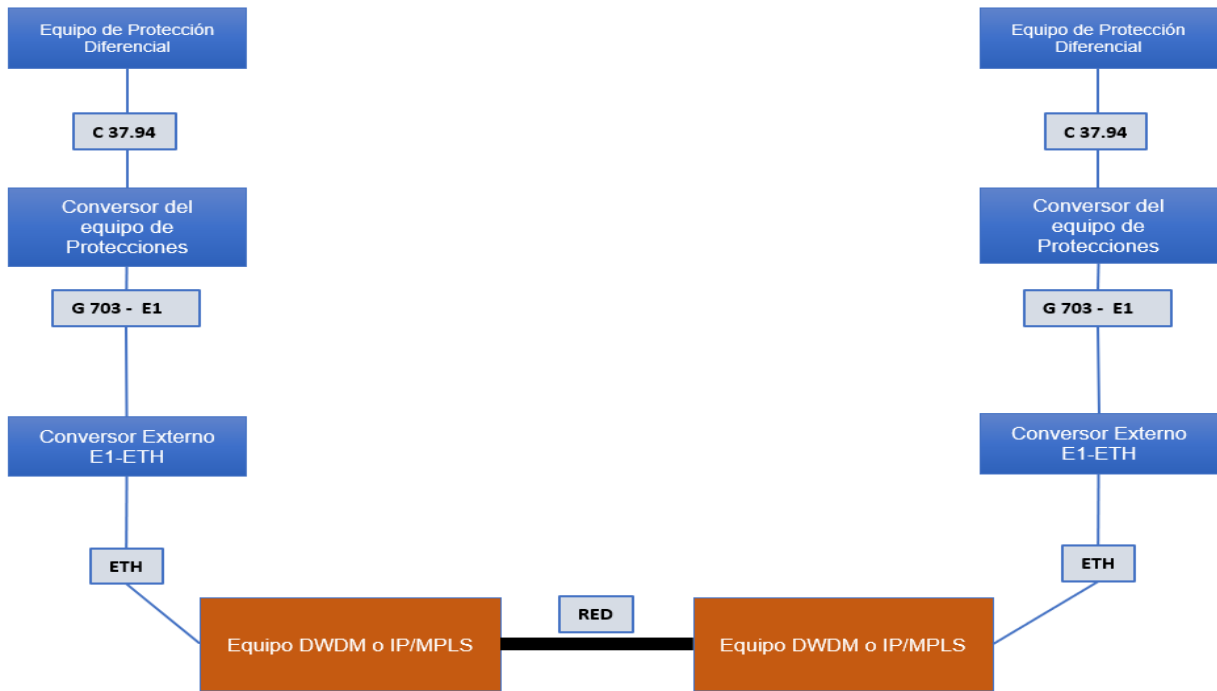 Equipo de Protección
Diferencial
Equipo de Protección
Diferencial
C 37.94
C 37.94
Conversor del
equipo de
Protecciones
Conversor del
equipo de
Protecciones
G 703 - E1
G 703 - E1
Conversor Externo
E1-ETH
Conversor Externo
E1-ETH
ETH
ETH
RED
Equipo DWDM o IP/MPLS
Equipo DWDM o IP/MPLS